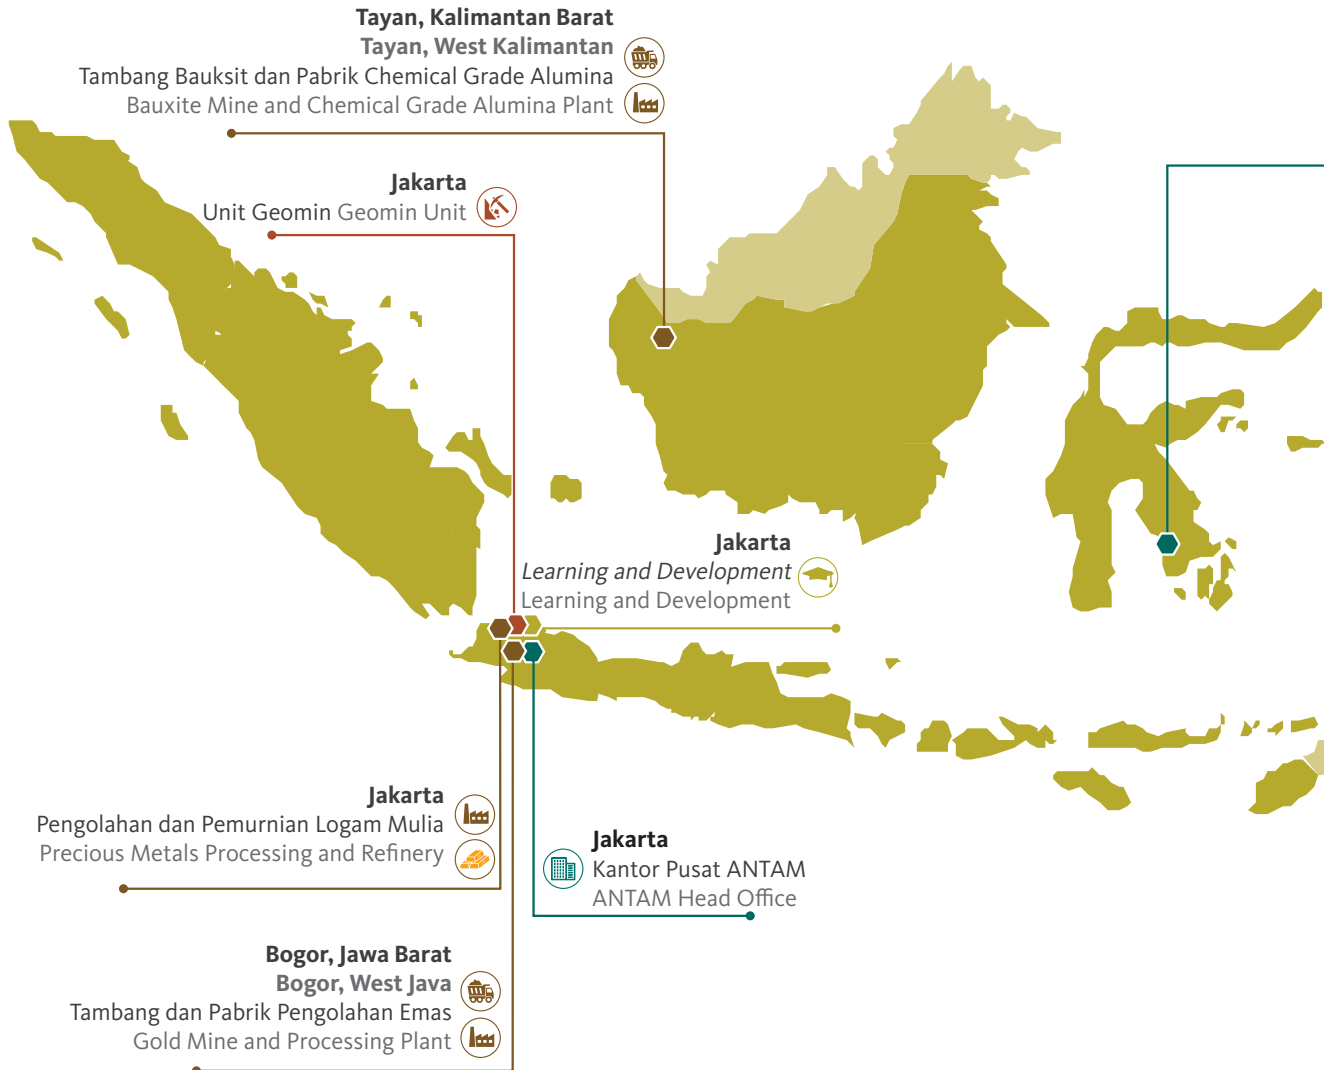 Tayan, Kalimantan Barat
Tayan, West Kalimantan
Tambang Bauksit dan Pabrik Chemical Grade Alumina
Bauxite Mine and Chemical Grade Alumina Plant
Jakarta
Unit Geomin Geomin Unit
Jakarta
Learning and Development
Learning and Development
Jakarta
Pengolahan dan Pemurnian Logam Mulia
Precious Metals Processing and Refinery
Jakarta
Kantor Pusat ANTAM
ANTAM Head Office
Bogor, Jawa Barat
Bogor, West Java
Tambang dan Pabrik Pengolahan Emas
Gold Mine and Processing Plant